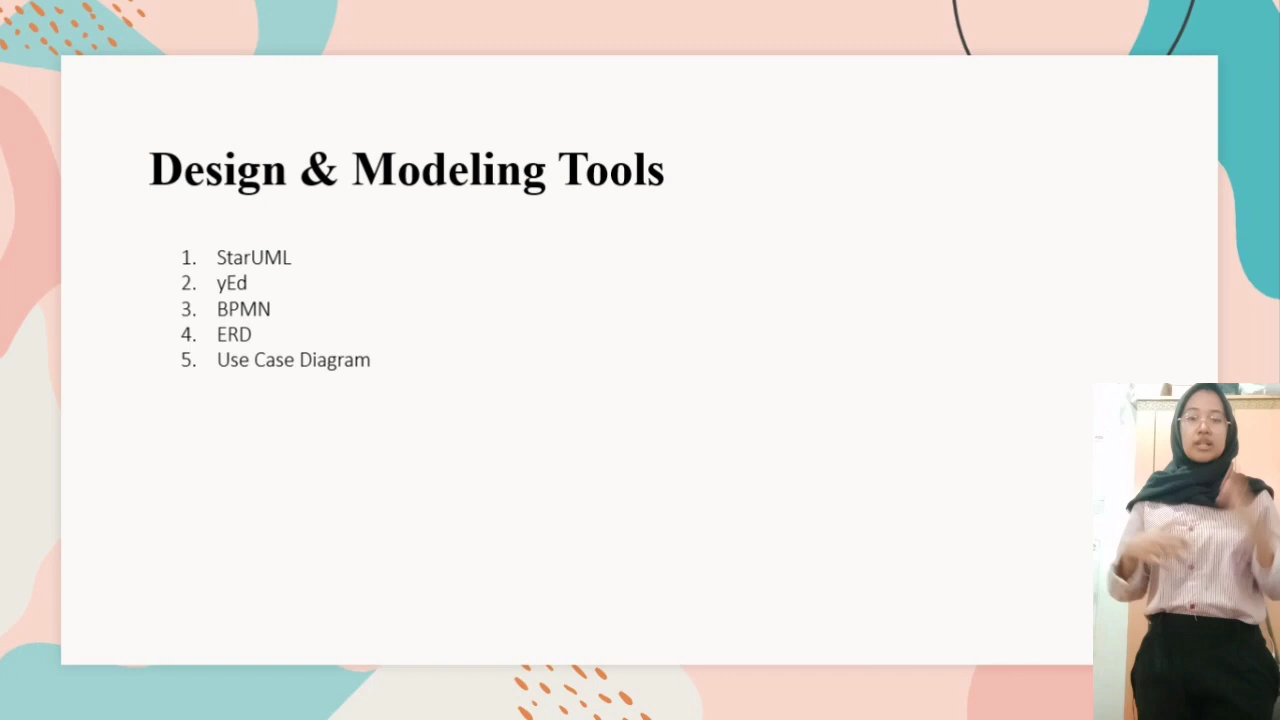 Design & Modeling Tools
1. StarUML
2. yEd
3. BPMN
4. ERD
5. Use Case Diagram